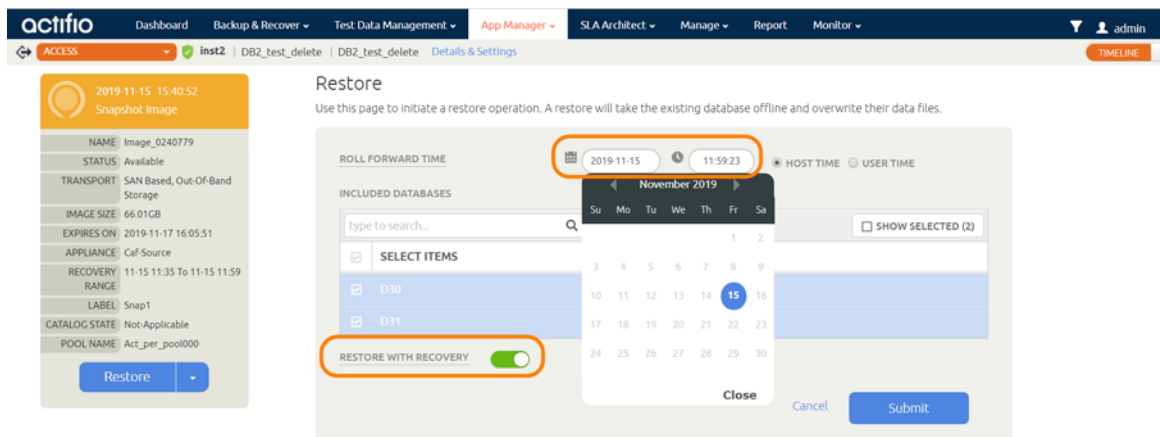 actifio Dashboard Backup & Recover Test Data Management App Manager SLA Architect Manage Report Monitor admin
ACCESS inst2 | DB2_test_delete | DB2_test_delete Details & Settings TIMELINE
2019-11-15 15:40:52
Snapshot Image
NAME Image_0240779
STATUS Available
TRANSPORT SAN Based, Out-Of-Band
Storage
IMAGE SIZE 66.01GB
EXPIRES ON 2019-11-17 16:05:51
APPLIANCE Caf-Source
RECOVERY RANGE 11-15 11:35 To 11-15 11:59
LABEL Snap1
CATALOG STATE Not-Applicable
POOL NAME Act_per_pool000
Restore
Restore
Use this page to initiate a restore operation. A restore will take the existing database offline and overwrite their data files.
ROLL FORWARD TIME 2019-11-15 11:59:23 HOST TIME USER TIME
INCLUDED DATABASES
type to search... SHOW SELECTED (2)
SELECT ITEMS
D30
D31
RESTORE WITH RECOVERY
November 2019
Su Mo Tu We Th Fr Sa
1 2
3 4 5 6 7 8 9
10 11 12 13 14 15 16
17 18 19 20 21 22 23
24 25 26 27 28 29 30
Close
Cancel Submit